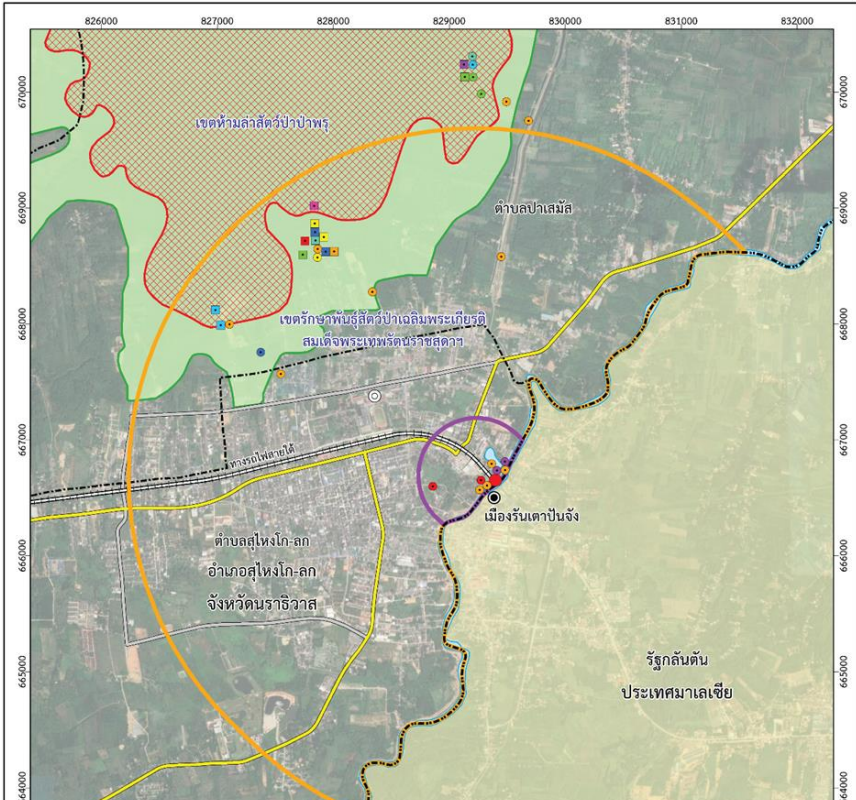 826000 827000 828000 829000 830000 831000 832000
670000
669000
668000
667000
666000
665000
664000
เขตห้ามล่าสัตว์ป่าป่าพรุ
ตำบลปาเสมัส
เขตรักษาพันธุ์สัตว์ป่าเฉลิมพระเกียรติ
สมเด็จพระเทพรัตนราชสุดาฯ
ทางรถไฟสายใต้
เมืองรันเตาปันจัง
ตำบลสุไหงโก-ลก
อำเภอสุไหงโก-ลก
จังหวัดนราธิวาส
รัฐกลันตัน
ประเทศมาเลเซีย